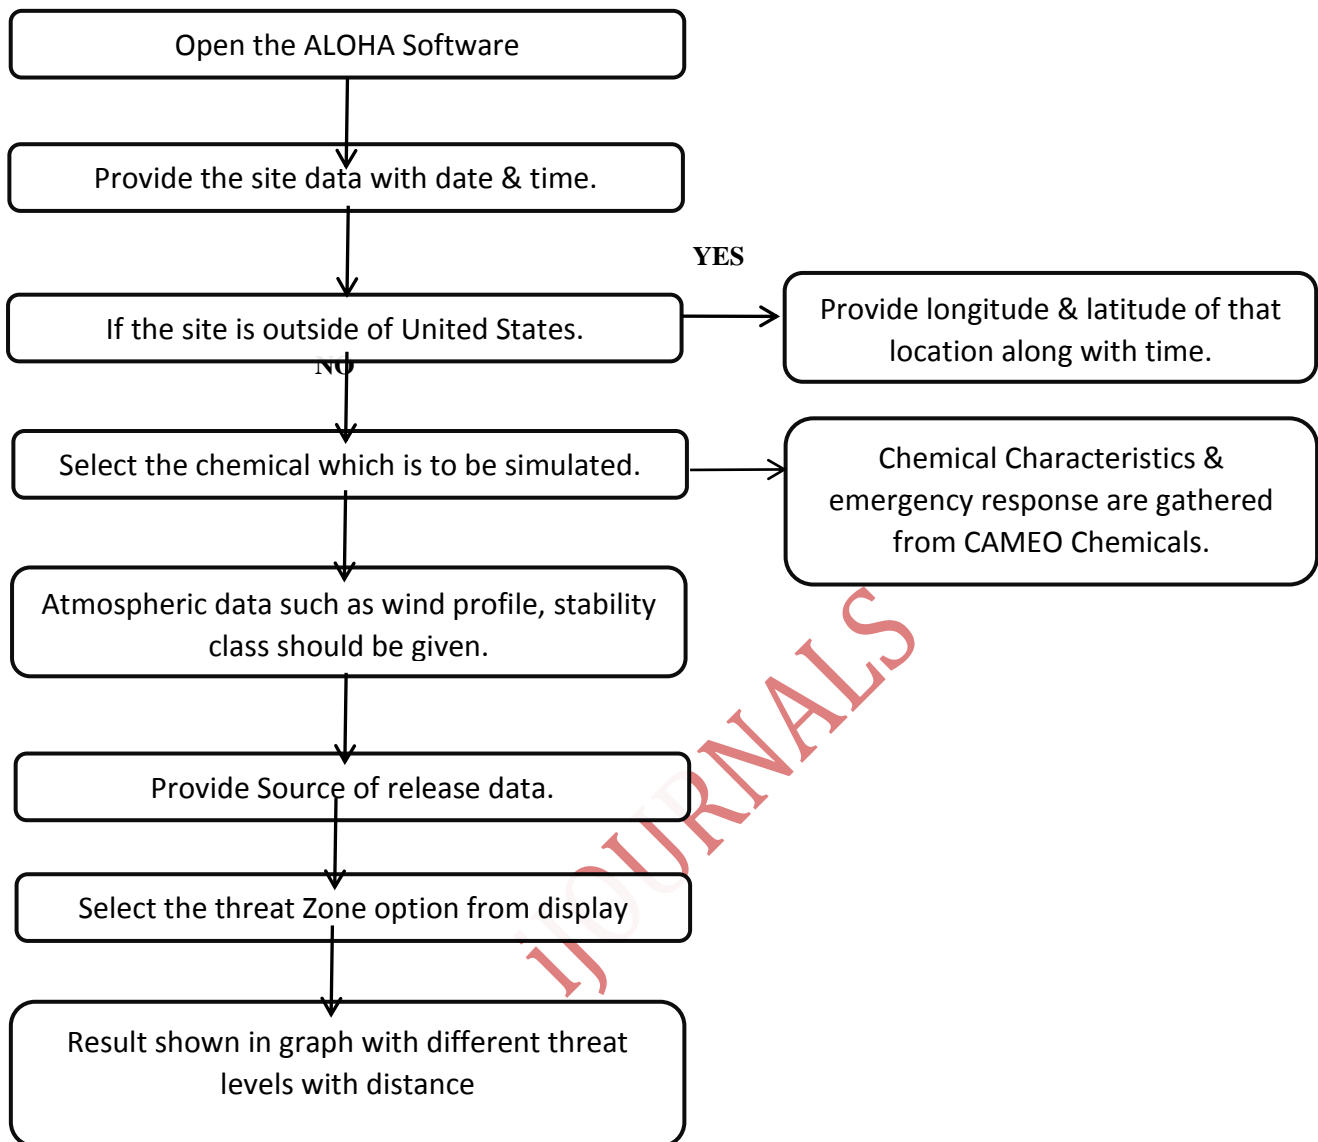 Open the ALOHA Software
Provide the site data with date & time.
YES
If the site is outside of United States.
Provide longitude & latitude of that
location along with time.
NO
Select the chemical which is to be simulated.
Chemical Characteristics &
emergency response are gathered
from CAMEO Chemicals.
Atmospheric data such as wind profile, stability
class should be given.
Provide Source of release data.
Select the threat Zone option from display
Result shown in graph with different threat
levels with distance
iJOURNALS